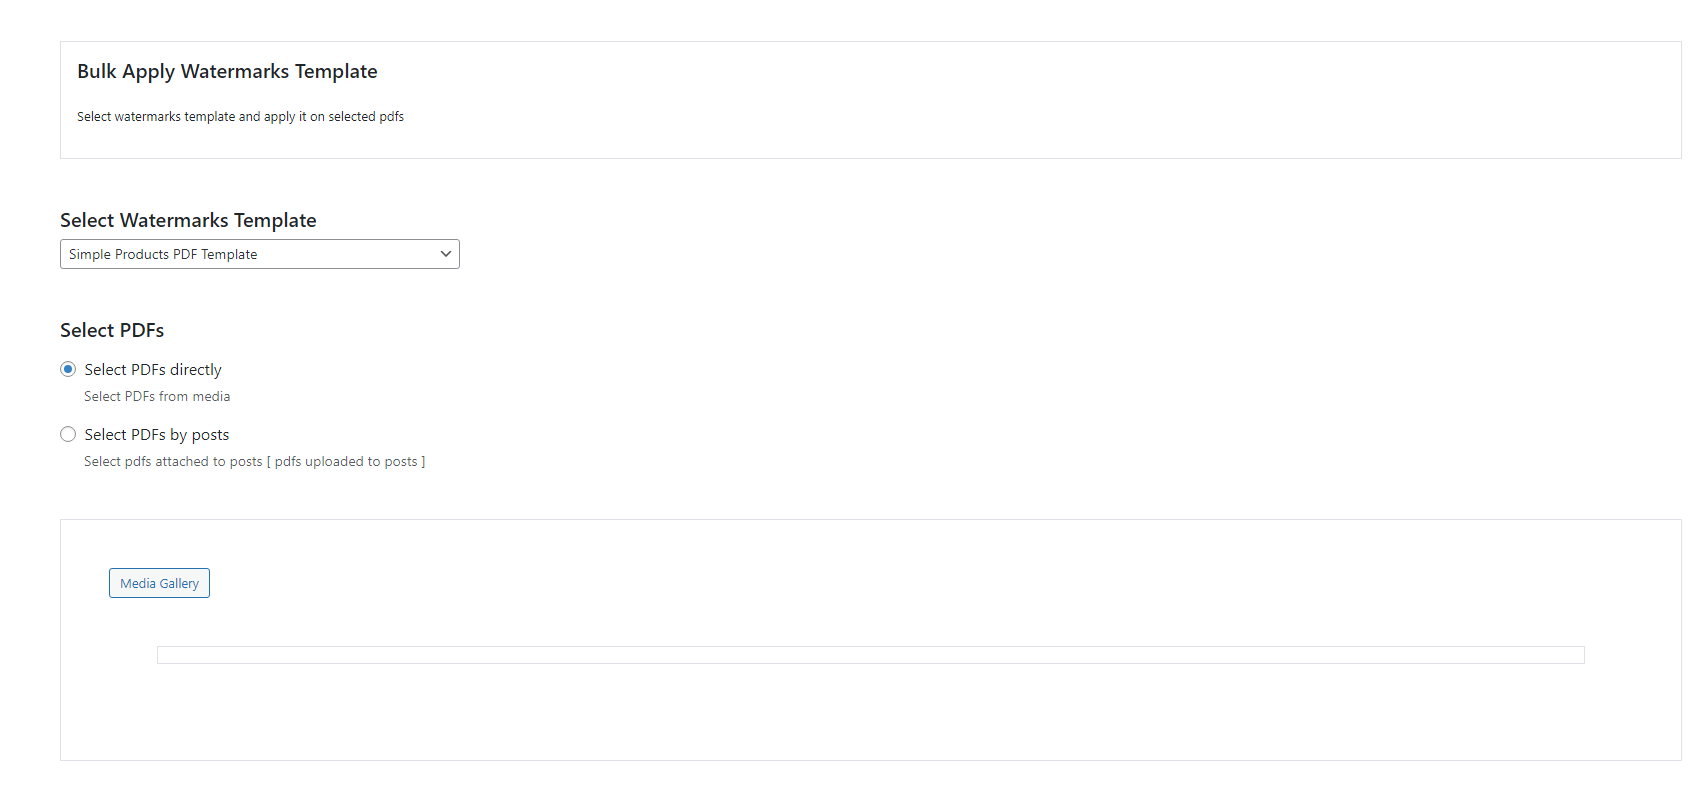 Bulk Apply Watermarks Template
Select watermarks template and apply it on selected pdfs
Select Watermarks Template
Simple Products PDF Template
Select PDFs
Select PDFs directly
Select PDFs from media
Select PDFs by posts
Select pdfs attached to posts [ pdfs uploaded to posts ]
Media Gallery